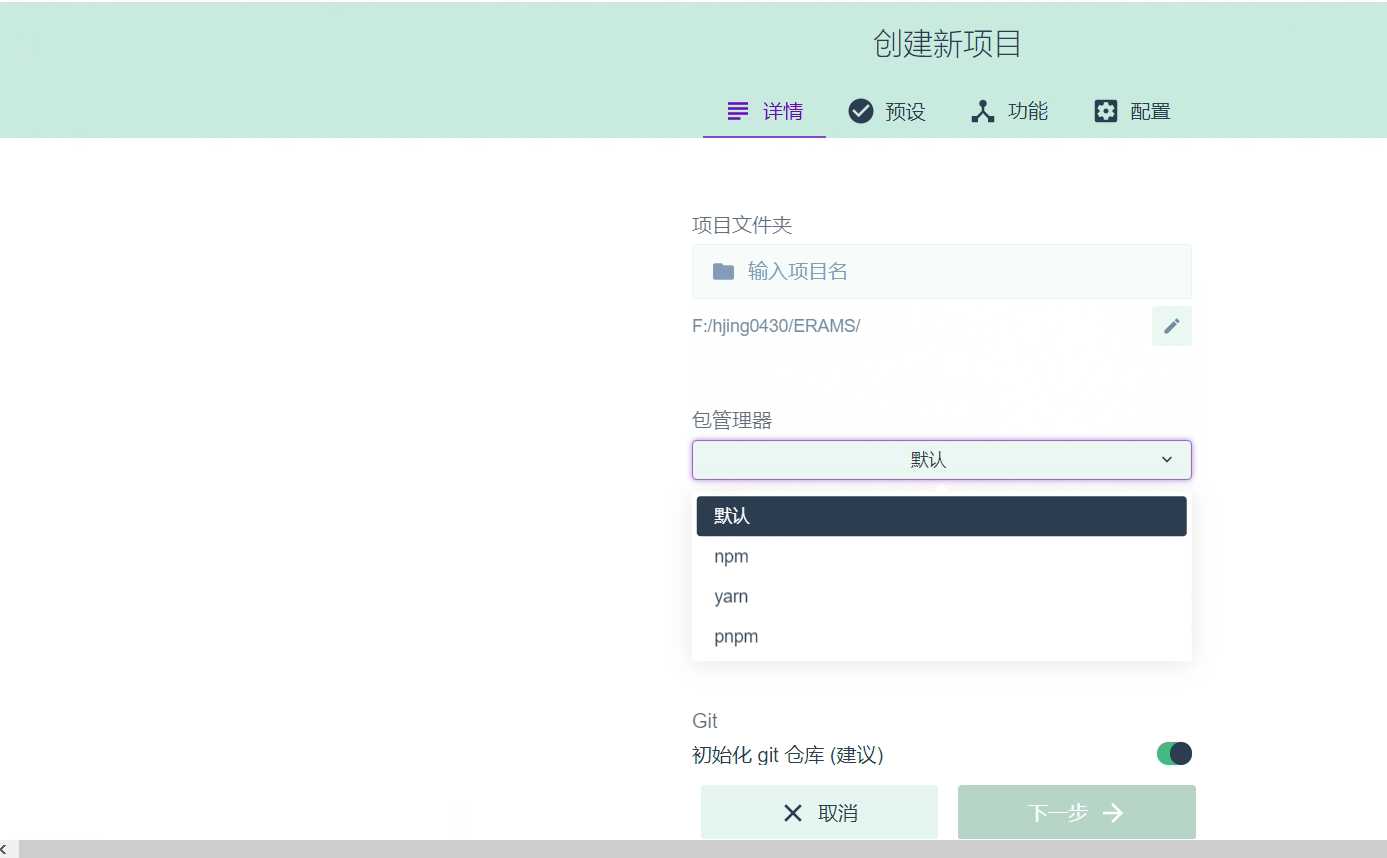 创建新项目
详情 预设 功能 配置
项目文件夹
输入项目名
F:/hjing0430/ERAMS/
包管理器
默认
默认
npm
yarn
pnpm
Git
初始化 git 仓库 (建议)
取消 下一步